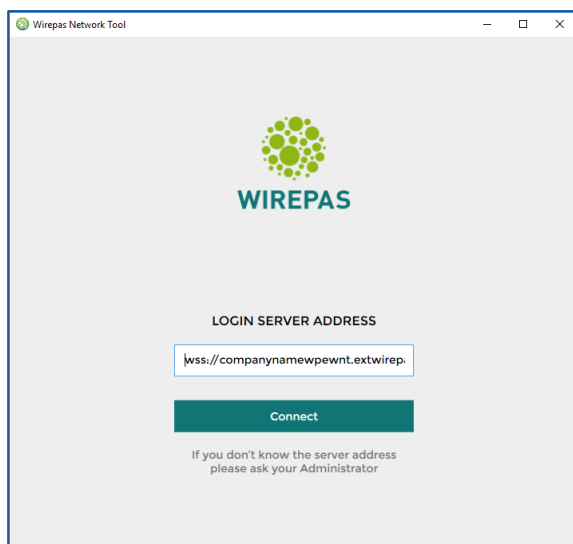 Wirepas Network Tool
WIREPAS
LOGIN SERVER ADDRESS
wss://companynamewpewnt.extwirepa
Connect
If you don't know the server address
please ask your Administrator